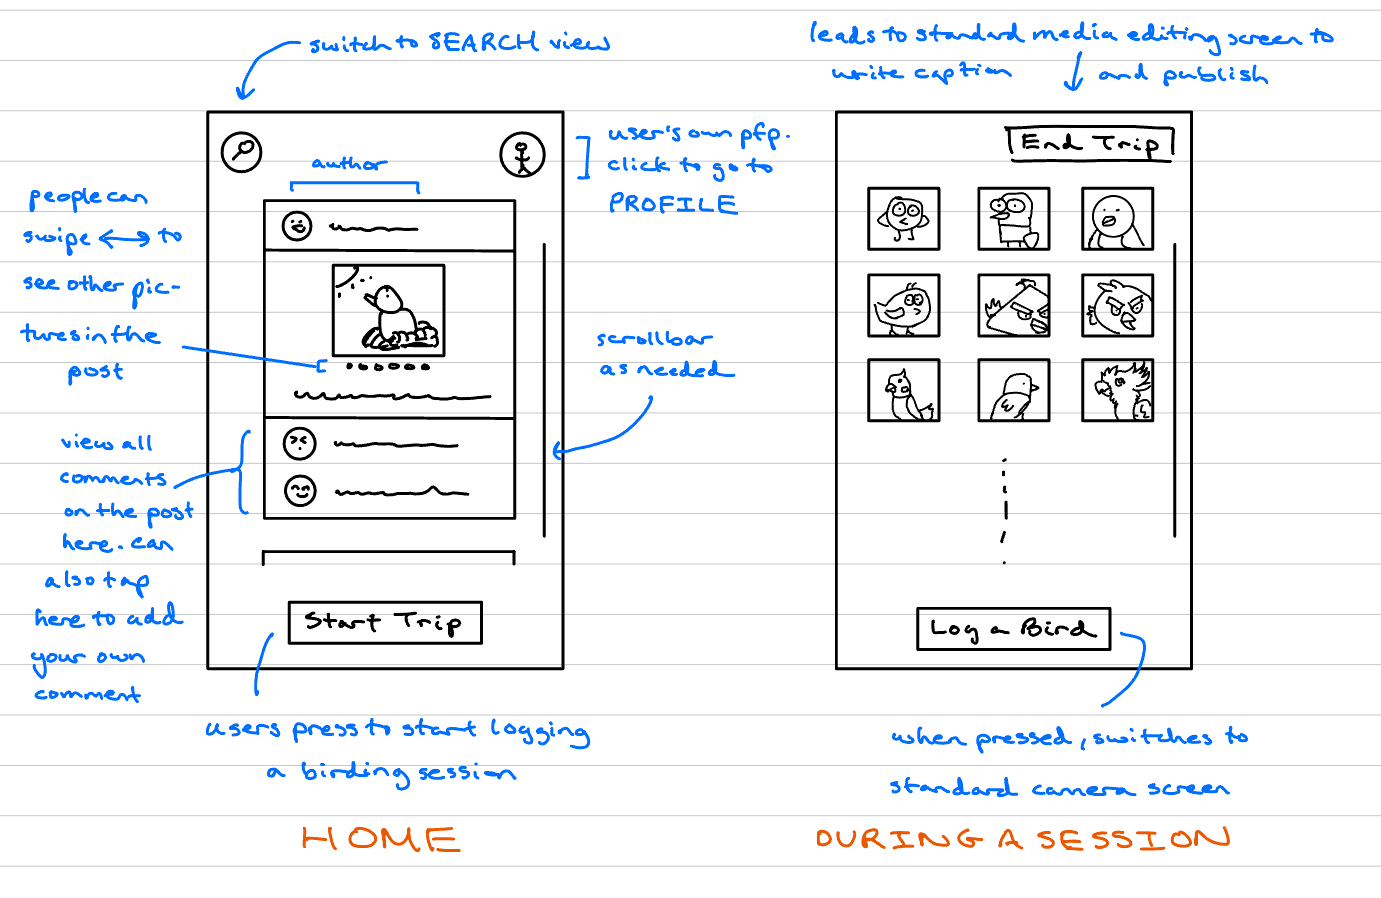 switch to SEARCH view
author
user's own pfp.
click to go to
PROFILE
people can
swipe ↔ to
see other pic-
tures in the
post
scrollbar
as needed
view all
comments
on the post
here. can
also tap
here to add
your own
comment
Start Trip
users press to start logging
a birding session
HOME
leads to standard media editing screen to
write caption and publish
End Trip
Log a Bird
when pressed, switches to
standard camera screen
DURING A SESSION